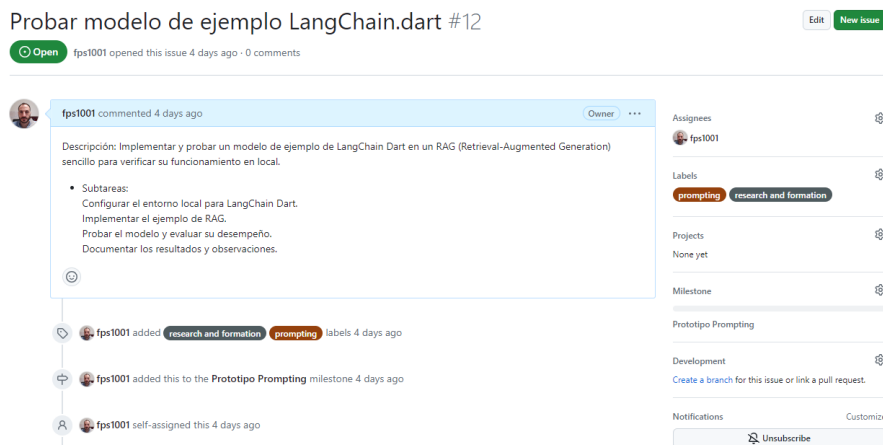 Probar modelo de ejemplo LangChain.dart #12
Edit
New issue
Open
fps1001 opened this issue 4 days ago · 0 comments
fps1001 commented 4 days ago
Owner
Descripción: Implementar y probar un modelo de ejemplo de LangChain Dart en un RAG (Retrieval-Augmented Generation)
sencillo para verificar su funcionamiento en local.
• Subtareas:
Configurar el entorno local para LangChain Dart.
Implementar el ejemplo de RAG.
Probar el modelo y evaluar su desempeño.
Documentar los resultados y observaciones.
fps1001 added research and formation prompting labels 4 days ago
fps1001 added this to the Prototipo Prompting milestone 4 days ago
fps1001 self-assigned this 4 days ago
Assignees
fps1001
Labels
prompting research and formation
Projects
None yet
Milestone
Prototipo Prompting
Development
Create a branch for this issue or link a pull request.
Notifications
Customize
Unsubscribe